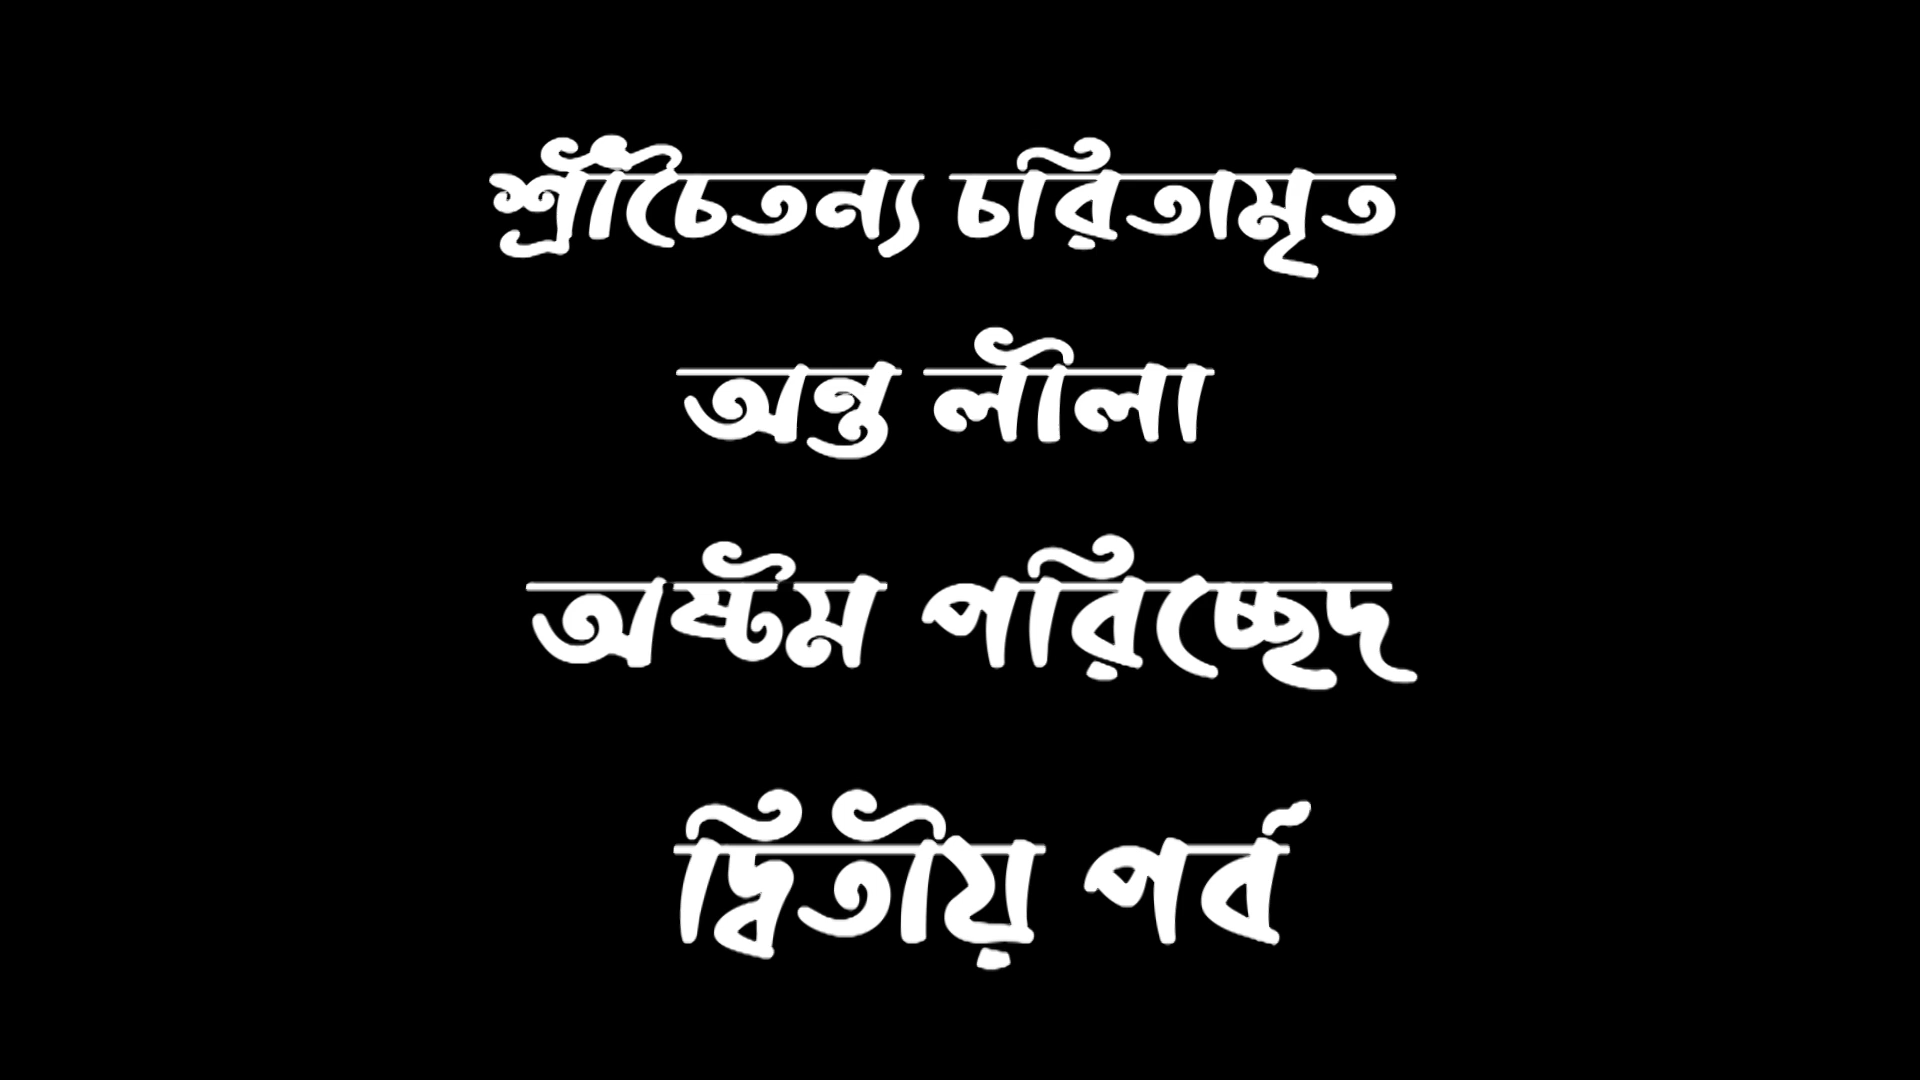 শ্রীচৈতন্য চরিতামৃত
অন্ত লীলা
অষ্টম পরিচ্ছেদ
দ্বিতীয় পর্ব